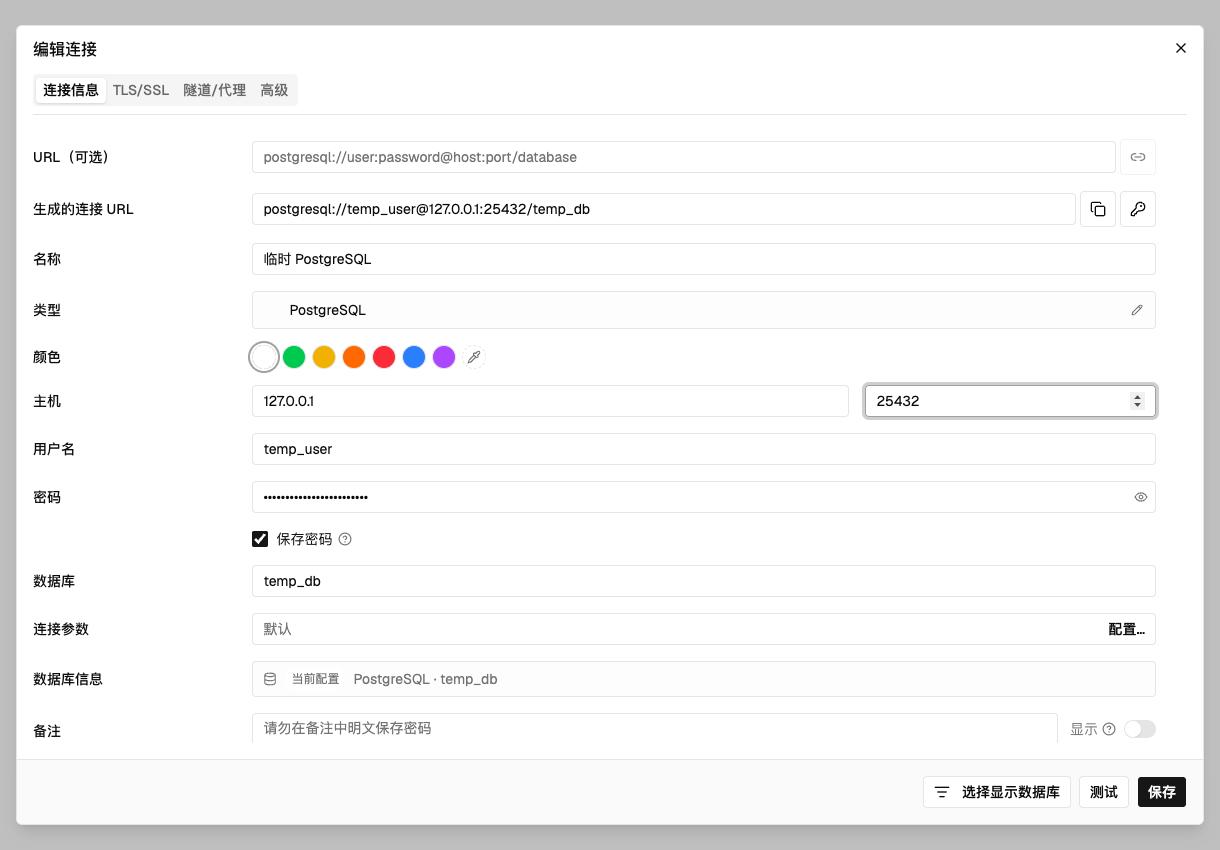 编辑连接
连接信息 TLS/SSL 隧道/代理 高级
URL（可选） postgresql://user:password@host:port/database
生成的连接 URL postgresql://temp_user@127.0.0.1:25432/temp_db
名称 临时 PostgreSQL
类型 PostgreSQL
颜色
主机 127.0.0.1 25432
用户名 temp_user
密码 ••••••••••••••••••••••••
保存密码
数据库 temp_db
连接参数 默认 配置...
数据库信息 当前配置 PostgreSQL · temp_db
备注 请勿在备注中明文保存密码 显示
选择显示数据库 测试 保存